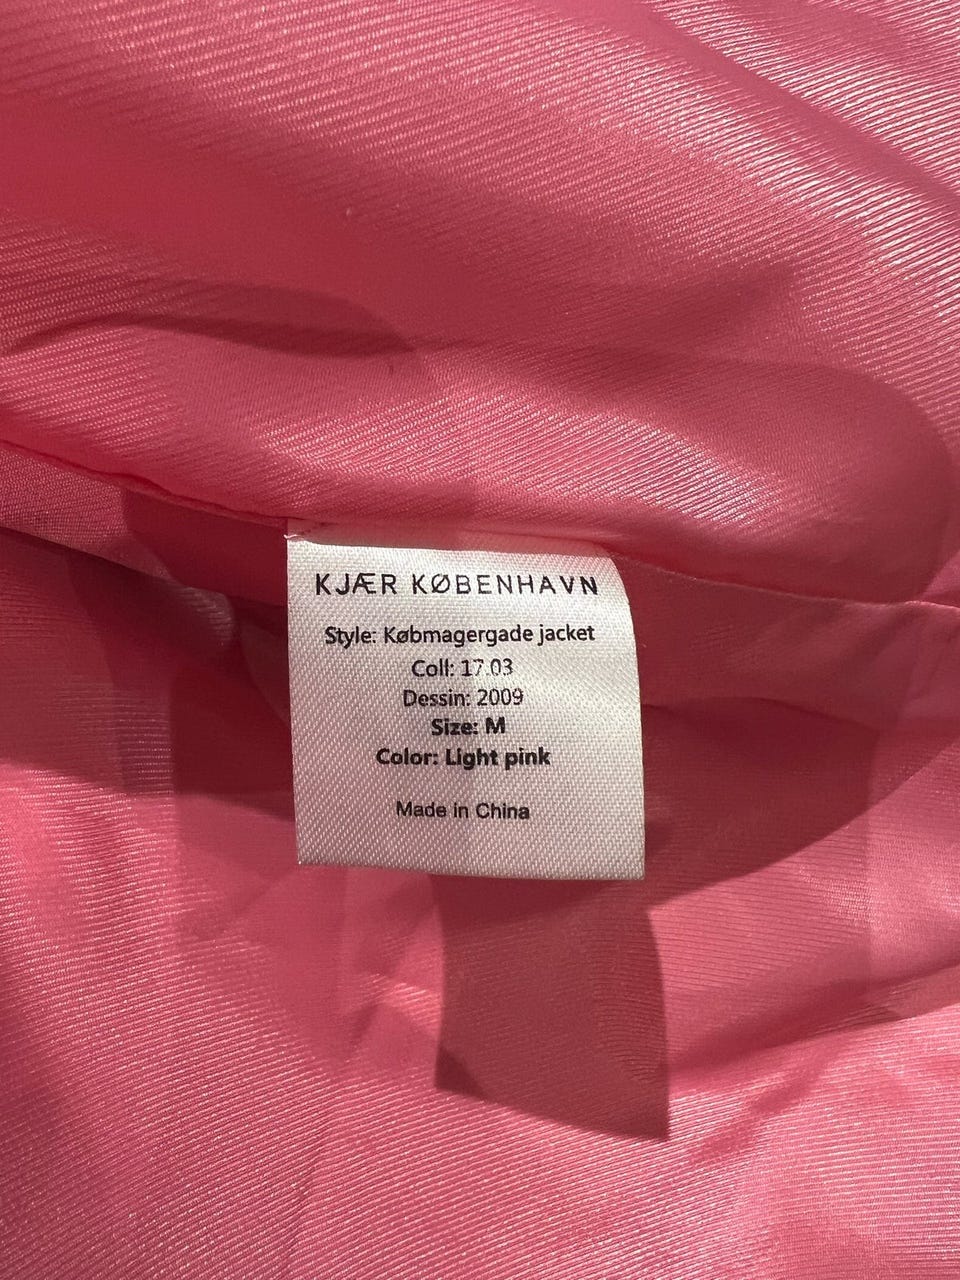 KJÆR KØBENHAVN
Style: Købmagergade jacket
Coll: 17.03
Dessin: 2009
Size: M
Color: Light pink
Made in China